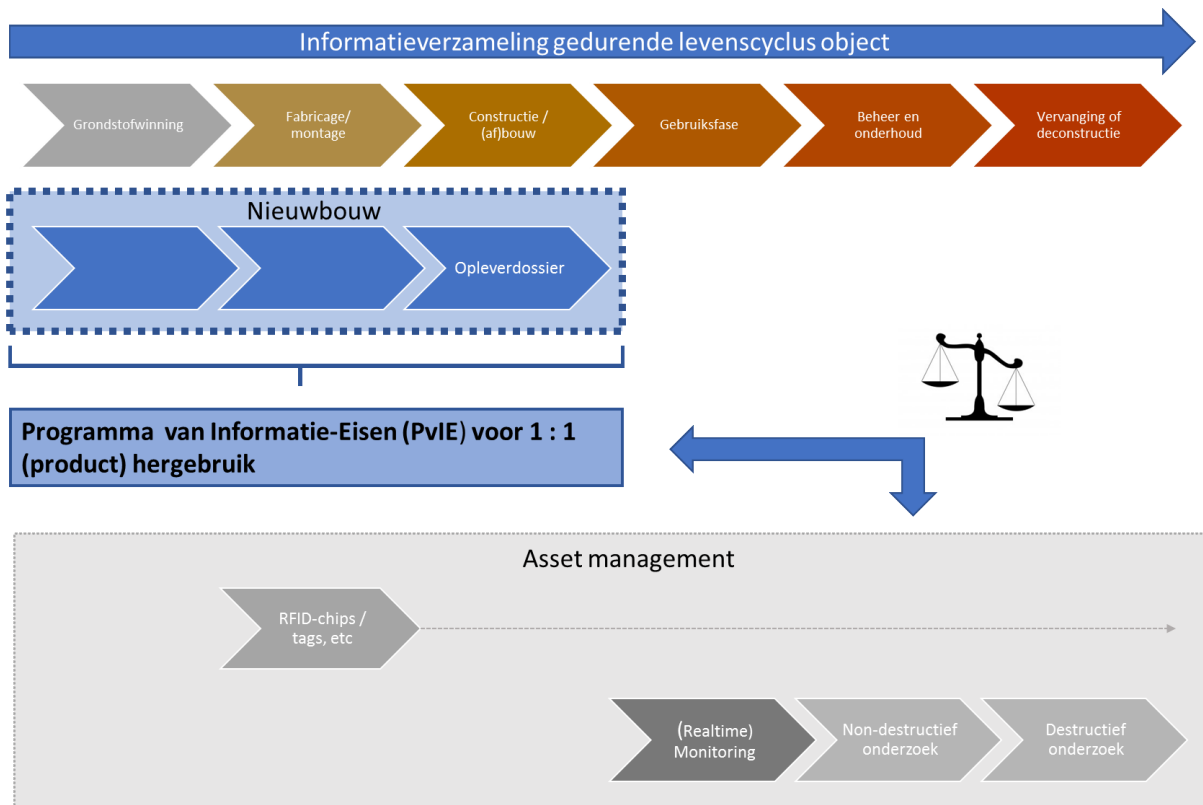 Informatieverzameling gedurende levenscyclus object
Grondstofwinning
Fabricage/
montage
Constructie /
(af)bouw
Gebruiksfase
Beheer en
onderhoud
Vervanging of
deconstructie
Nieuwbouw
Opleverdossier
Programma van Informatie-Eisen (PvIE) voor 1 : 1
(product) hergebruik
Asset management
RFID-chips /
tags, etc
(Realtime)
Monitoring
Non-destructief
onderzoek
Destructief
onderzoek